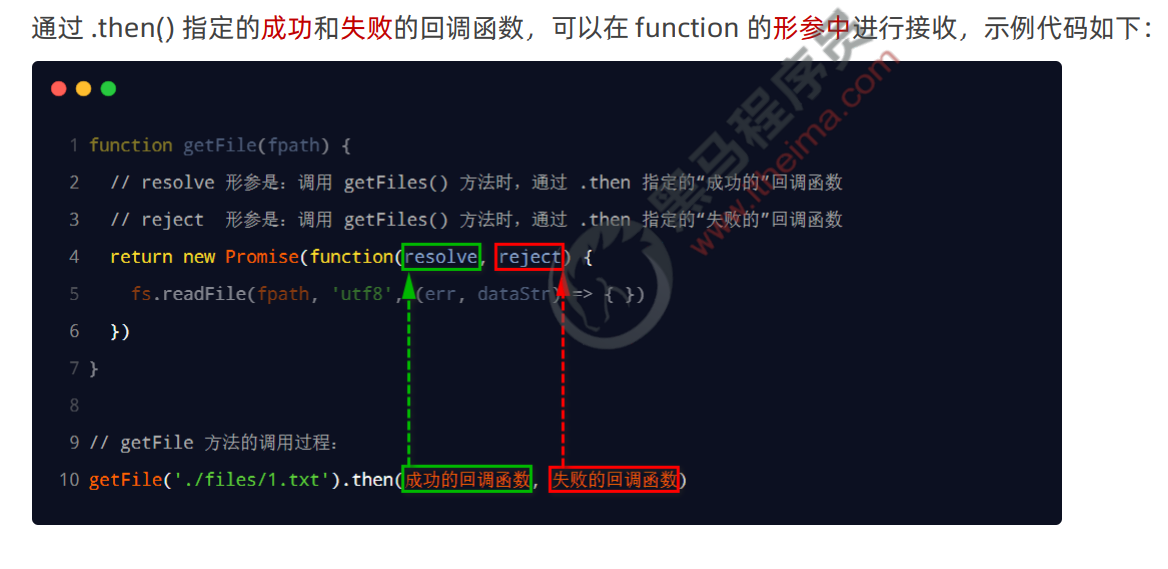 通过 .then() 指定的成功和失败的回调函数，可以在 function 的形参中进行接收，示例代码如下：
1 function getFile(fpath) {
2 // resolve 形参是：调用 getFiles() 方法时，通过 .then 指定的“成功的”回调函数
3 // reject 形参是：调用 getFiles() 方法时，通过 .then 指定的“失败的”回调函数
4 return new Promise(function(resolve, reject) {
5 fs.readFile(fpath, 'utf8', (err, dataStr) => { })
6 })
7 }
8
9 // getFile 方法的调用过程：
10 getFile('./files/1.txt').then(成功的回调函数, 失败的回调函数)
黑马程序员
www.itheima.com